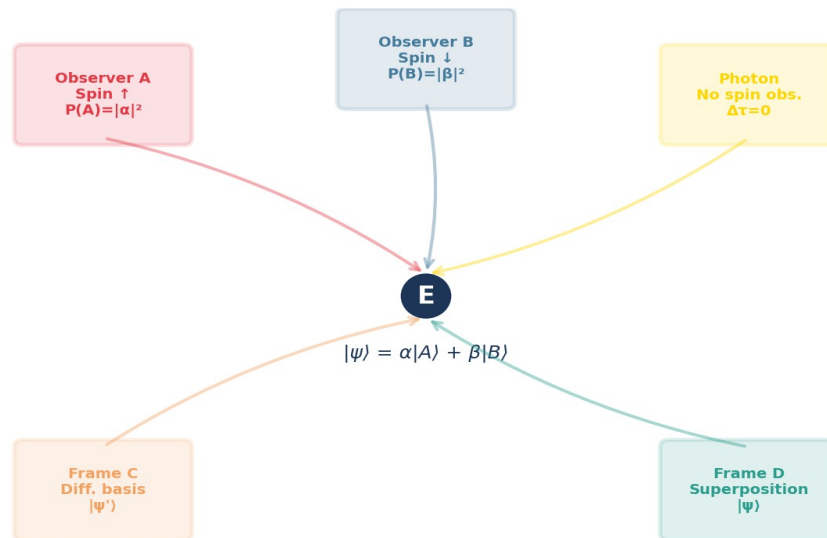 Observer A
Spin ↑
P(A)=|α|²
Observer B
Spin ↓
P(B)=|β|²
Photon
No spin obs.
Δτ=0
E
|ψ⟩ = α|A⟩ + β|B⟩
Frame C
Diff. basis
|ψ'⟩
Frame D
Superposition
|ψ⟩